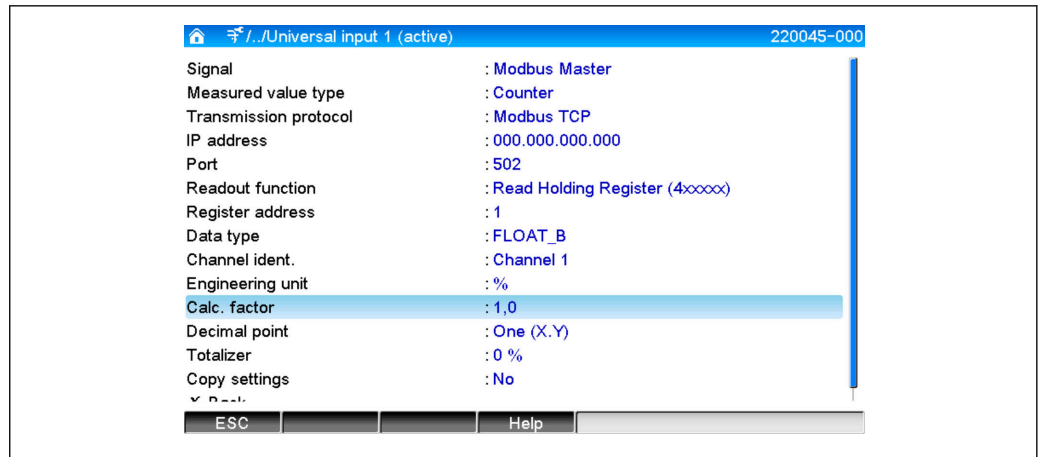 /../Universal input 1 (active) 220045-000
Signal : Modbus Master
Measured value type : Counter
Transmission protocol : Modbus TCP
IP address : 000.000.000.000
Port : 502
Readout function : Read Holding Register (4xxxxx)
Register address : 1
Data type : FLOAT_B
Channel ident. : Channel 1
Engineering unit : %
Calc. factor : 1,0
Decimal point : One (X.Y)
Totalizer : 0 %
Copy settings : No
X Back
ESC Help